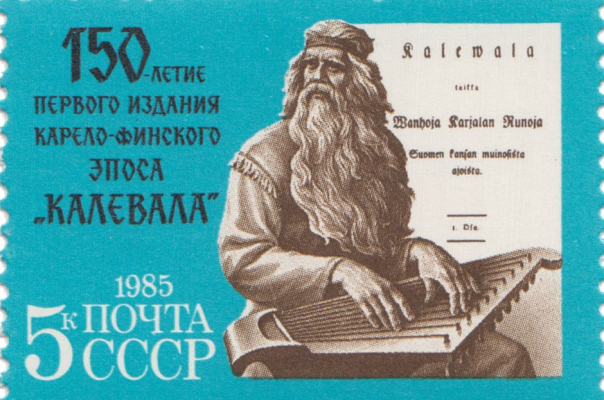 150-ЛЕТИЕ
ПЕРВОГО ИЗДАНИЯ
КАРЕЛО-ФИНСКОГО
ЭПОСА
„КАЛЕВАЛА”
1985
5к ПОЧТА
СССР
Kalewala
taikka
Wanhoja Karjalan Runoja
Suomen kansan muinosista
ajoista.
1. Osa.